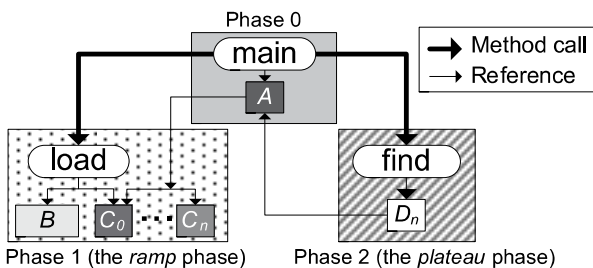 Phase 0
main
A
Method call
Reference
load
find
B
C0
Cn
Dn
Phase 1 (the ramp phase)
Phase 2 (the plateau phase)